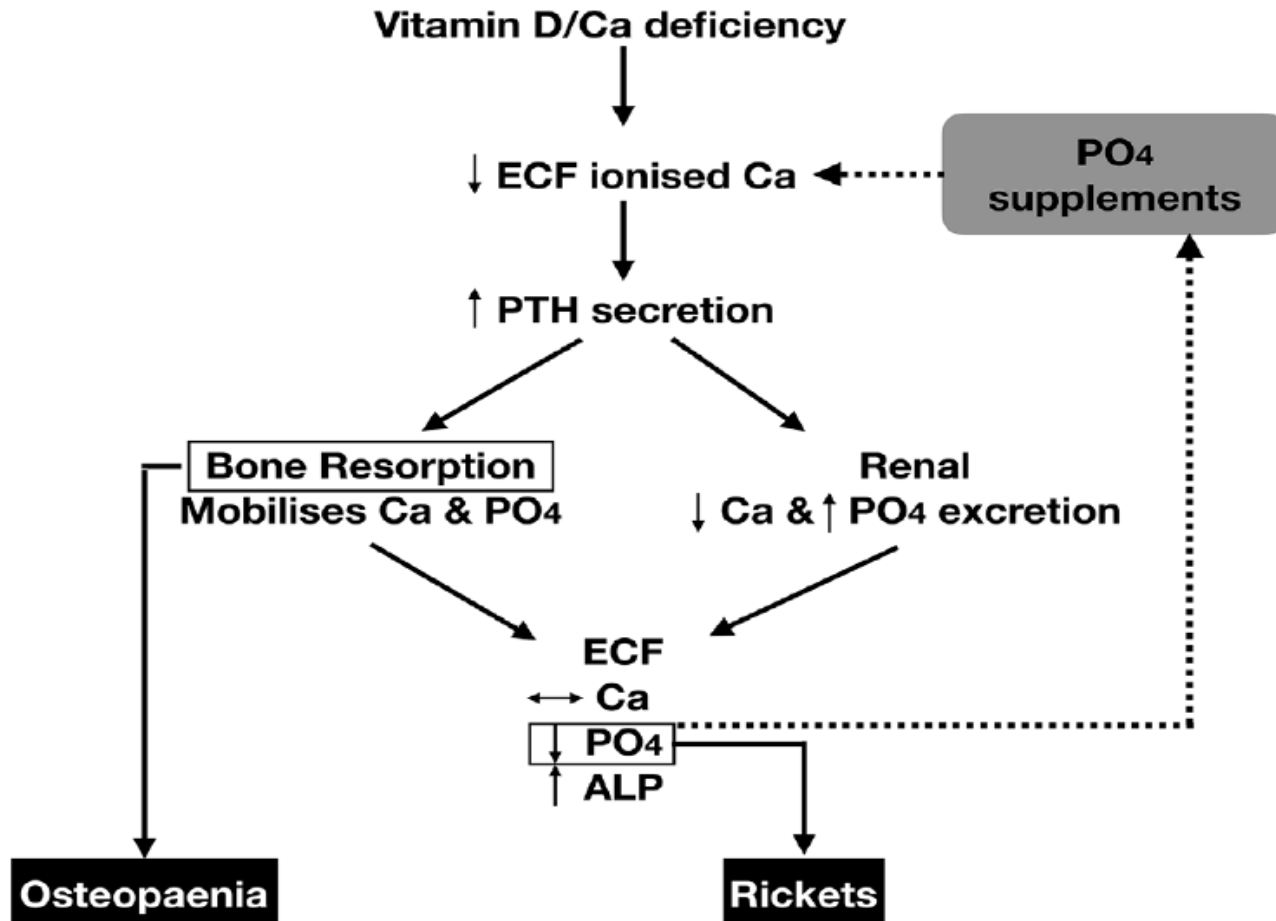 Vitamin D/Ca deficiency
PO4
supplements
↓ ECF ionised Ca
↑ PTH secretion
Bone Resorption
Mobilises Ca & PO4
Renal
↓ Ca & ↑ PO4 excretion
ECF
↔ Ca
↓ PO4
↑ ALP
Osteopaenia
Rickets